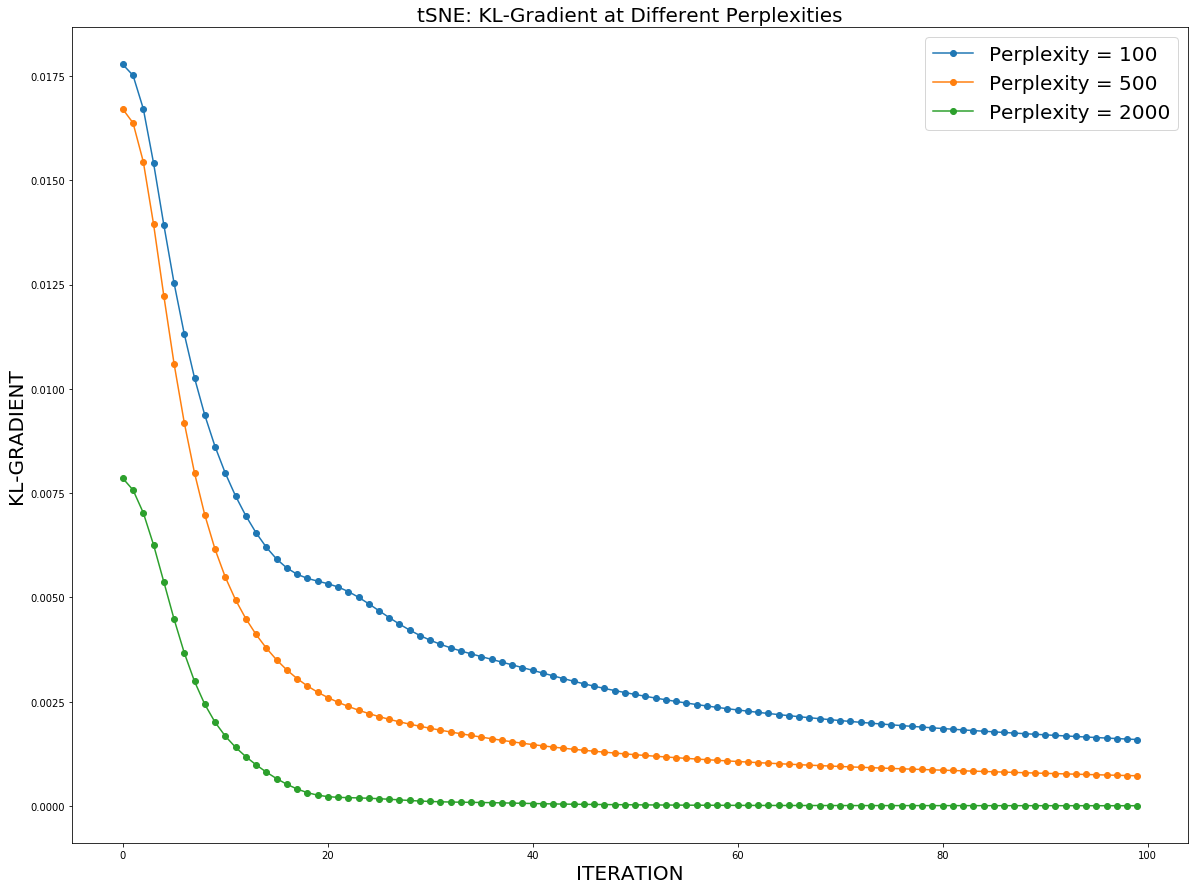 tSNE: KL-Gradient at Different Perplexities
Perplexity = 100
Perplexity = 500
Perplexity = 2000
KL-GRADIENT
0.0175
0.0150
0.0125
0.0100
0.0075
0.0050
0.0025
0.0000
0 20 40 60 80 100
ITERATION